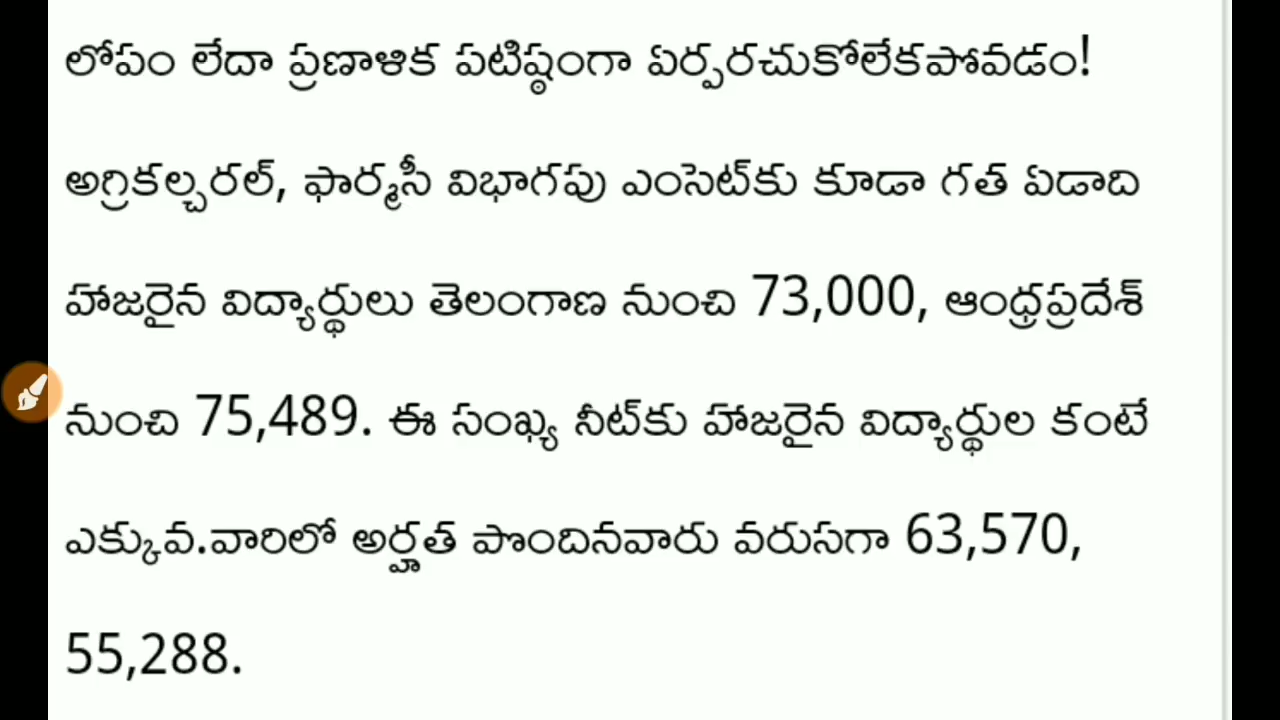 లోపం లేదా ప్రణాళిక పటిష్ఠంగా ఏర్పరచుకోలేకపోవడం!
అగ్రికల్చరల్, ఫార్మసీ విభాగపు ఎంసెట్‌కు కూడా గత ఏడాది
హాజరైన విద్యార్థులు తెలంగాణ నుంచి 73,000, ఆంధ్రప్రదేశ్
నుంచి 75,489. ఈ సంఖ్య నీట్‌కు హాజరైన విద్యార్థుల కంటే
ఎక్కువ.వారిలో అర్హత పొందినవారు వరుసగా 63,570,
55,288.